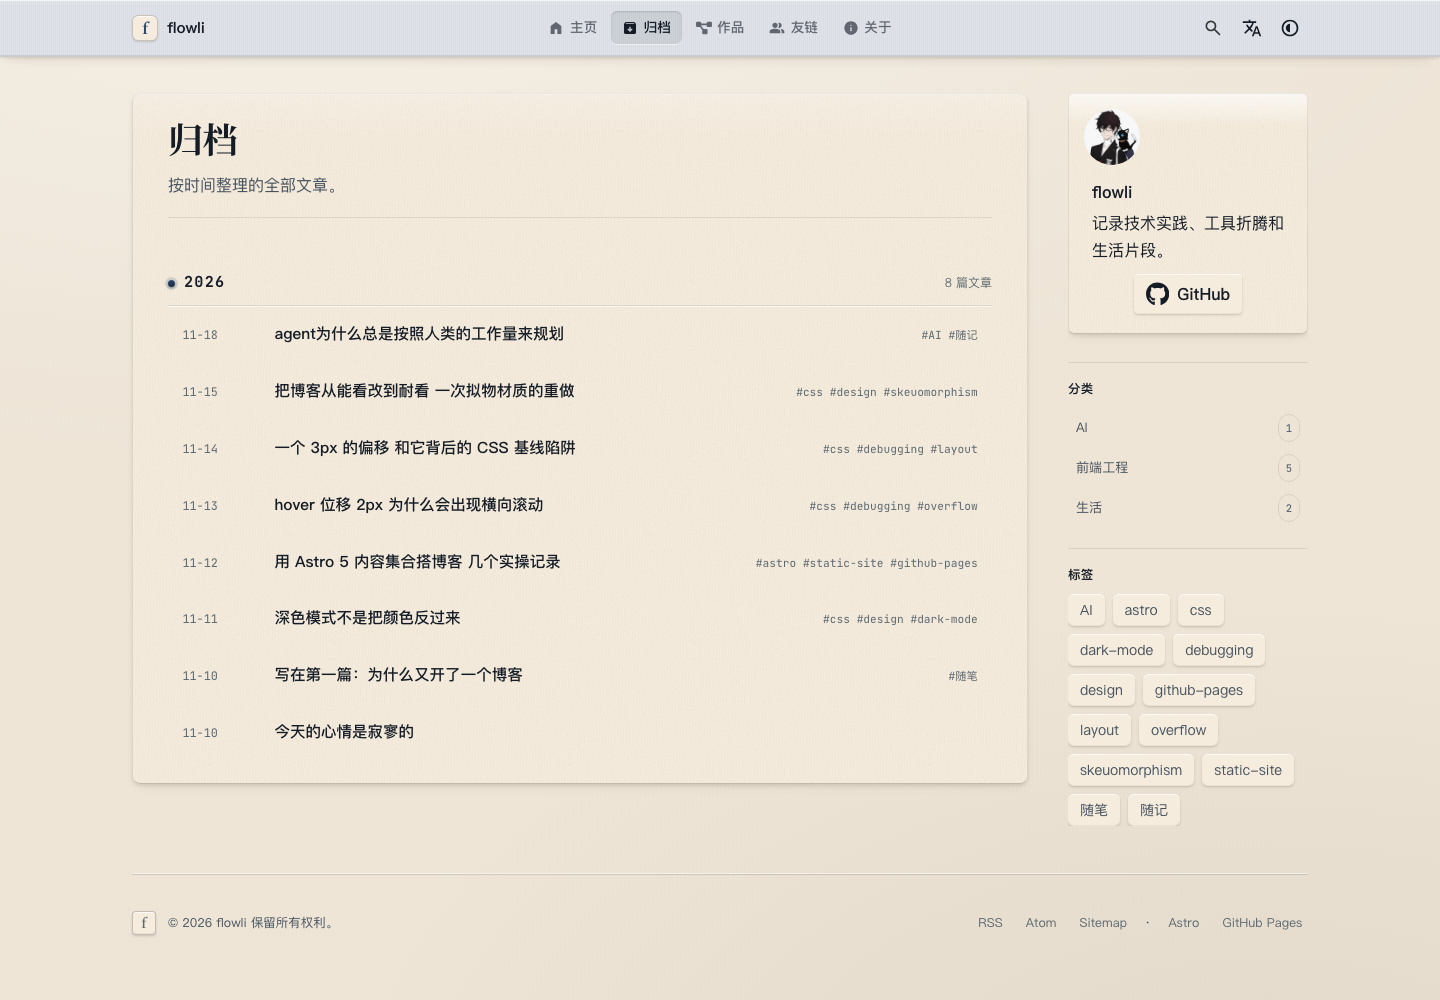 f flowli 主页 归档 作品 友链 关于
归档
按时间整理的全部文章。
2026 8 篇文章
11-18 agent为什么总是按照人类的工作量来规划 #AI #随记
11-15 把博客从能看改到耐看 一次拟物材质的重做 #css #design #skeuomorphism
11-14 一个 3px 的偏移 和它背后的 CSS 基线陷阱 #css #debugging #layout
11-13 hover 位移 2px 为什么会出现横向滚动 #css #debugging #overflow
11-12 用 Astro 5 内容集合搭博客 几个实操记录 #astro #static-site #github-pages
11-11 深色模式不是把颜色反过来 #css #design #dark-mode
11-10 写在第一篇：为什么又开了一个博客 #随笔
11-10 今天的心情是寂寥的
flowli
记录技术实践、工具折腾和
生活片段。
GitHub
分类
AI 1
前端工程 5
生活 2
标签
AI astro css
dark-mode debugging
design github-pages
layout overflow
skeuomorphism static-site
随笔 随记
f © 2026 flowli 保留所有权利。 RSS Atom Sitemap · Astro GitHub Pages